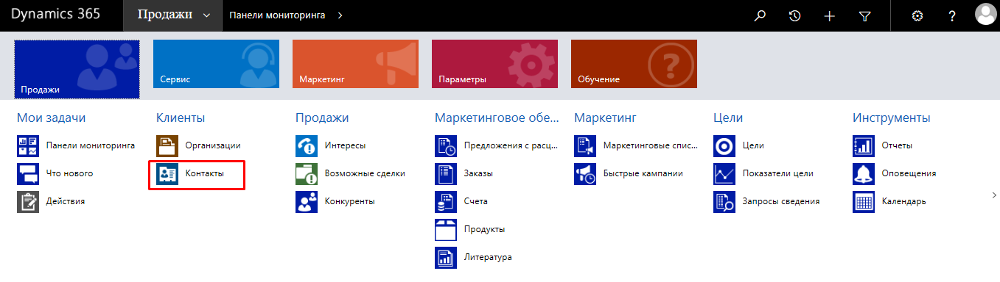 Dynamics 365 Продажи Панели мониторинга
Продажи Сервис Маркетинг Параметры Обучение
Мои задачи
Панели мониторинга
Что нового
Действия
Клиенты
Организации
Контакты
Продажи
Интересы
Возможные сделки
Конкуренты
Маркетинговое обе...
Предложения с расц...
Заказы
Счета
Продукты
Литература
Маркетинг
Маркетинговые спис...
Быстрые кампании
Цели
Цели
Показатели цели
Запросы сведения
Инструменты
Отчеты
Оповещения
Календарь